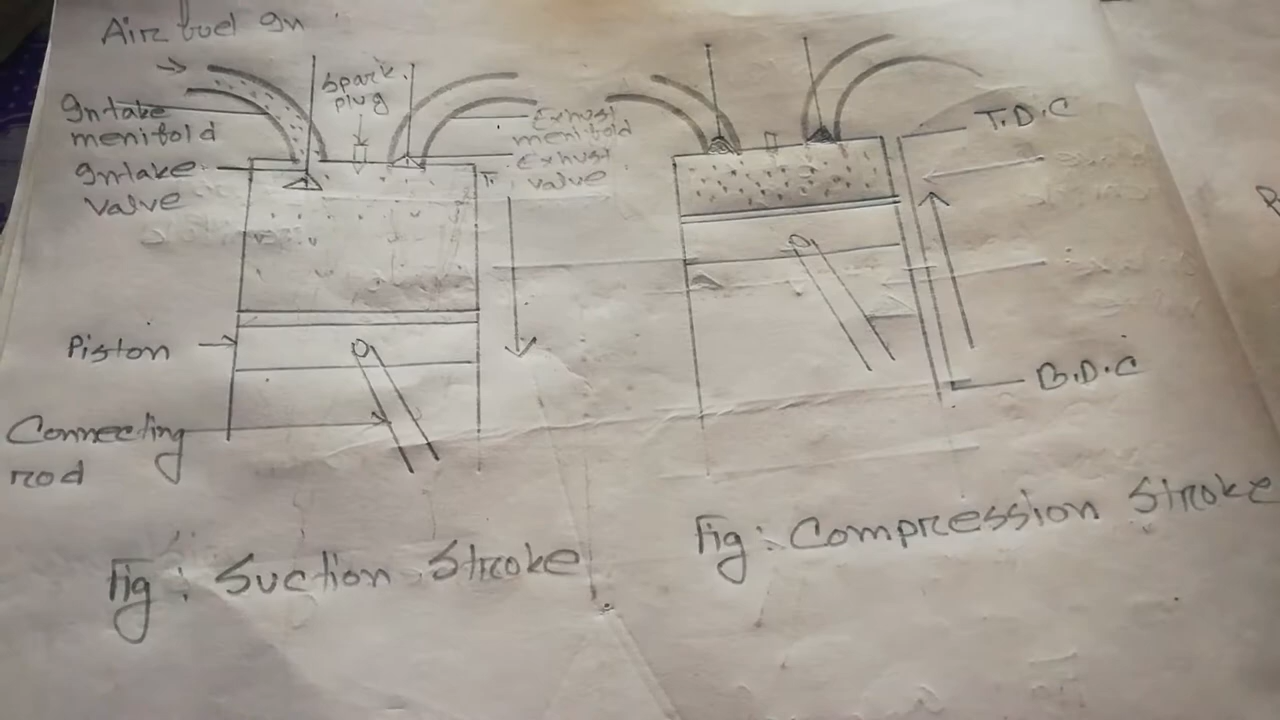 Air fuel In
Spark
plug
Intake
menifold
Intake
valve
Exhust
menifold
Exhust
valve
T.D.C
Piston
B.D.C
Connecting
rod
Fig : Suction Stroke
Fig : Compression Stroke